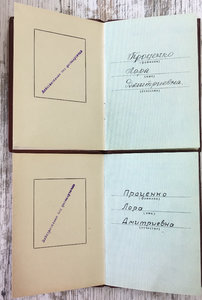 Проценко
(фамилия)
Лора
(имя)
Дмитриевна
(отчество)
Проценко
(фамилия)
Лора
(имя)
Дмитриевна
(отчество)